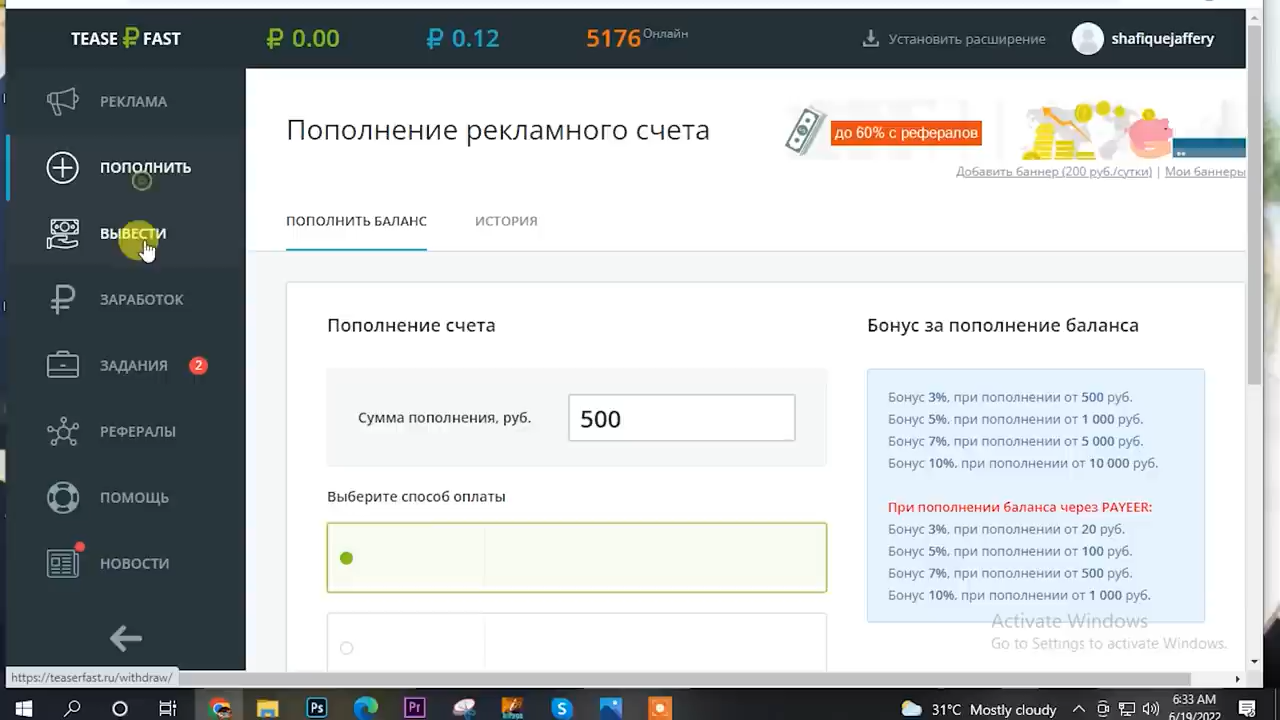 TEASE ₽ FAST
₽ 0.00
₽ 0.12
5176 Онлайн
Установить расширение
shafiquejaffery
РЕКЛАМА
ПОПОЛНИТЬ
ВЫВЕСТИ
ЗАРАБОТОК
ЗАДАНИЯ 2
РЕФЕРАЛЫ
ПОМОЩЬ
НОВОСТИ
Пополнение рекламного счета
до 60% с рефералов
Добавить баннер (200 руб./сутки) | Мои баннеры
ПОПОЛНИТЬ БАЛАНС
ИСТОРИЯ
Пополнение счета
Сумма пополнения, руб.
500
Выберите способ оплаты
Бонус за пополнение баланса
Бонус 3%, при пополнении от 500 руб.
Бонус 5%, при пополнении от 1 000 руб.
Бонус 7%, при пополнении от 5 000 руб.
Бонус 10%, при пополнении от 10 000 руб.
При пополнении баланса через PAYEER:
Бонус 3%, при пополнении от 20 руб.
Бонус 5%, при пополнении от 100 руб.
Бонус 7%, при пополнении от 500 руб.
Бонус 10%, при пополнении от 1 000 руб.
Activate Windows
Go to Settings to activate Windows.
https://teaserfast.ru/withdraw/
Ps
Pr
31°C Mostly cloudy
6:33 AM
6/19/2022